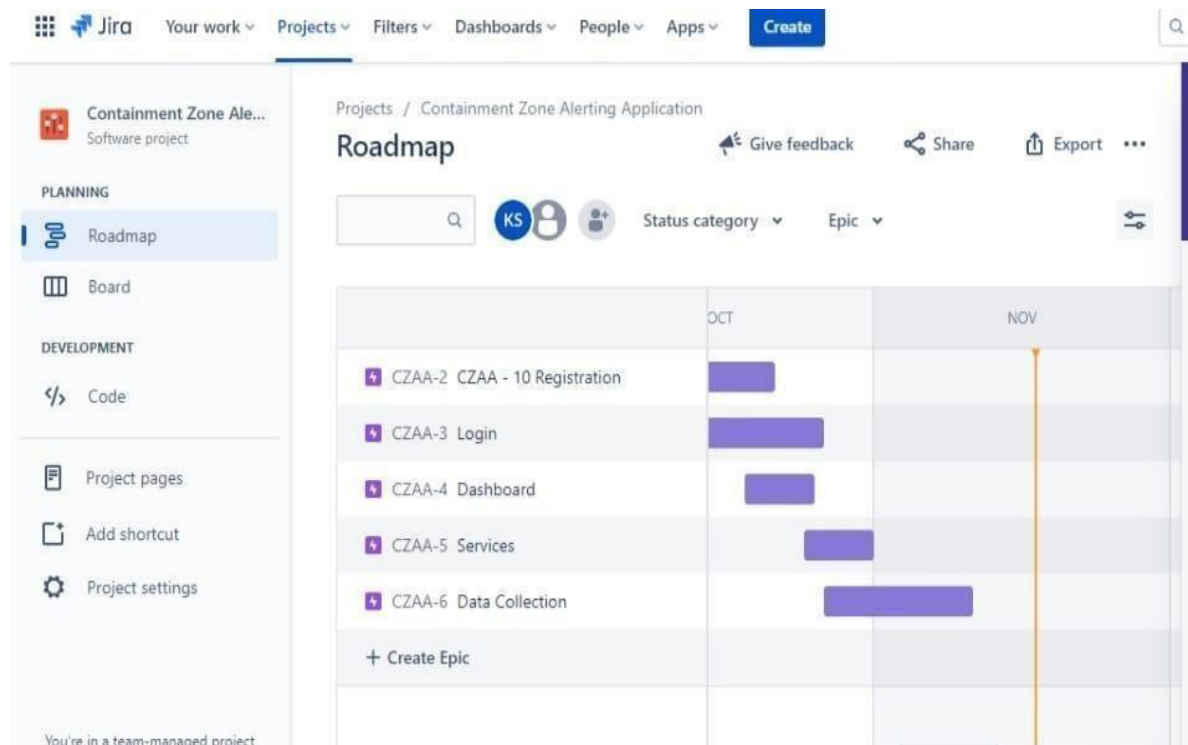 Jira Your work Projects Filters Dashboards People Apps Create
Containment Zone Ale...
Software project
PLANNING
Roadmap
Board
DEVELOPMENT
Code
Project pages
Add shortcut
Project settings
You're in a team-managed project
Projects / Containment Zone Alerting Application
Roadmap
Give feedback Share Export
KS Status category Epic
OCT NOV
CZAA-2 CZAA - 10 Registration
CZAA-3 Login
CZAA-4 Dashboard
CZAA-5 Services
CZAA-6 Data Collection
+ Create Epic